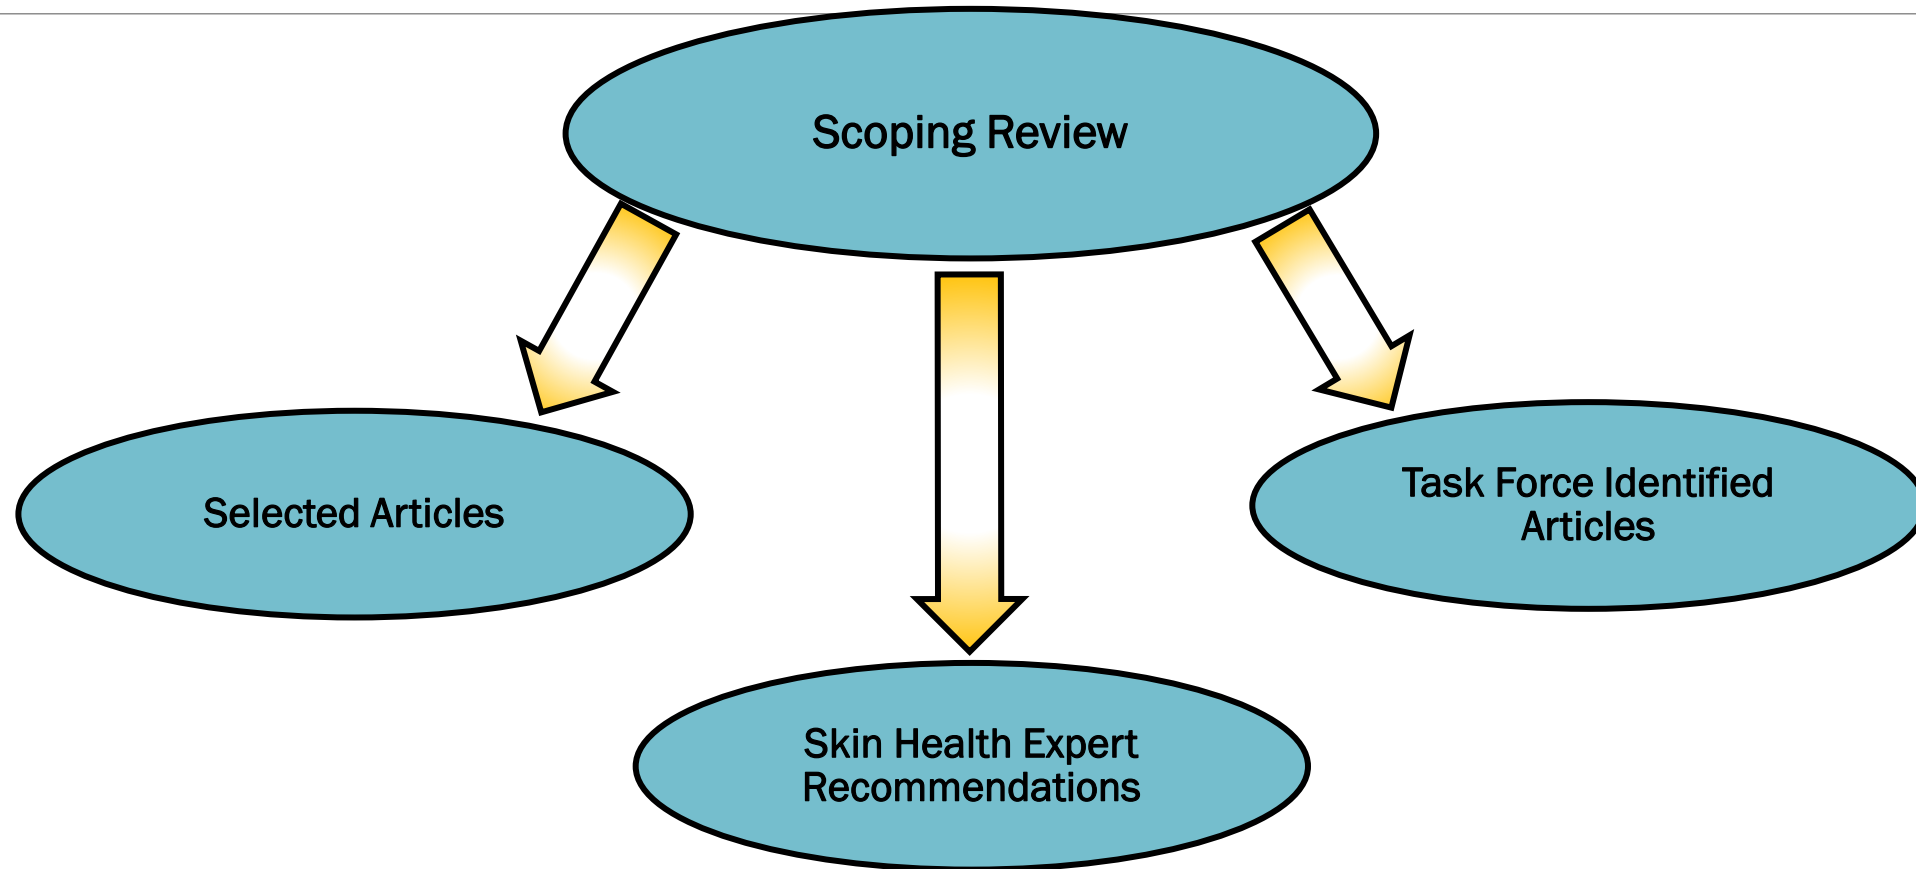 Scoping Review
Selected Articles
Task Force Identified
Articles
Skin Health Expert
Recommendations